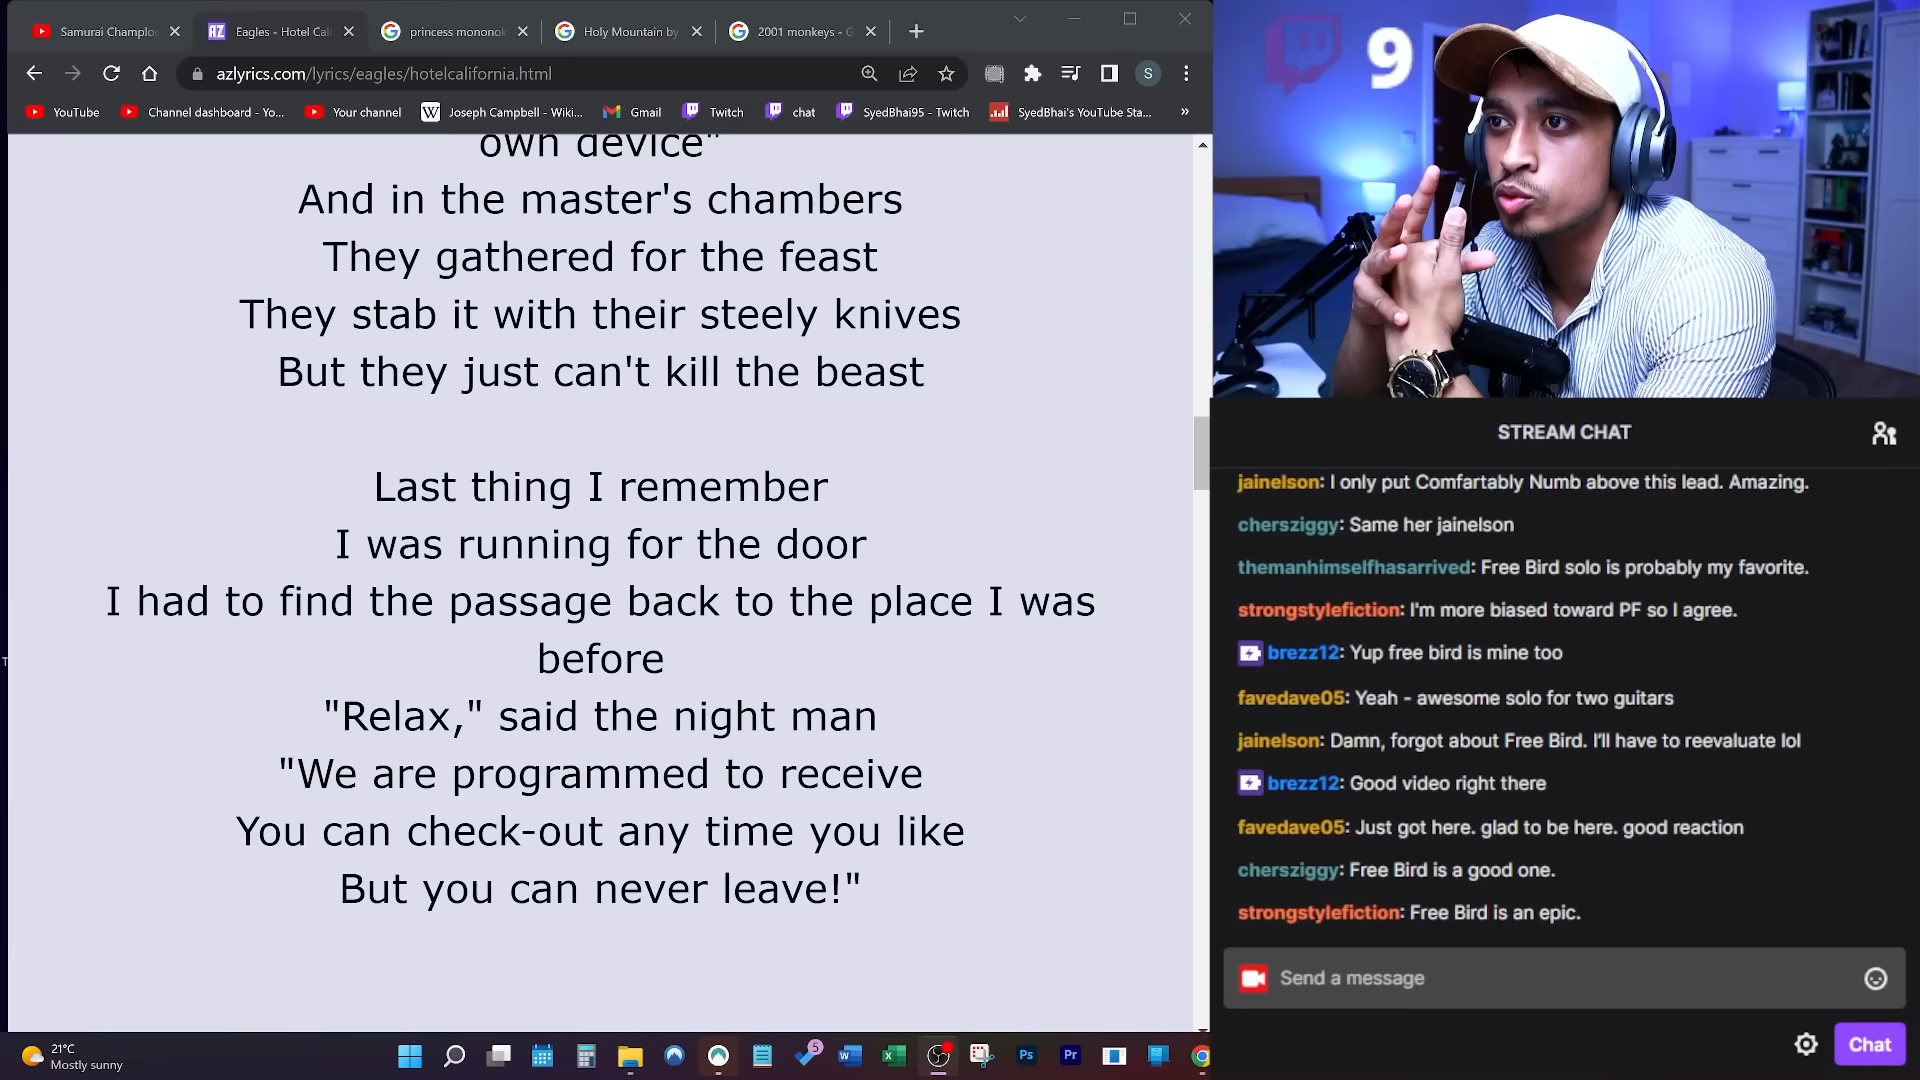 Samurai Champlo
Eagles - Hotel Cal
princess monono
Holy Mountain by
2001 monkeys - G
azlyrics.com/lyrics/eagles/hotelcalifornia.html
S
YouTube
Channel dashboard - Yo...
Your channel
Joseph Campbell - Wiki...
Gmail
Twitch
chat
SyedBhai95 - Twitch
SyedBhai's YouTube Sta...
»
own device"
And in the master's chambers
They gathered for the feast
They stab it with their steely knives
But they just can't kill the beast
Last thing I remember
I was running for the door
I had to find the passage back to the place I was
before
"Relax," said the night man
"We are programmed to receive
You can check-out any time you like
But you can never leave!"
9
STREAM CHAT
jainelson: I only put Comfartably Numb above this lead. Amazing.
chersziggy: Same her jainelson
themanhimselfhasarrived: Free Bird solo is probably my favorite.
strongstylefiction: I'm more biased toward PF so I agree.
brezz12: Yup free bird is mine too
favedave05: Yeah - awesome solo for two guitars
jainelson: Damn, forgot about Free Bird. I'll have to reevaluate lol
brezz12: Good video right there
favedave05: Just got here. glad to be here. good reaction
chersziggy: Free Bird is a good one.
strongstylefiction: Free Bird is an epic.
Send a message
Chat
21°C
Mostly sunny
5
Ps
Pr